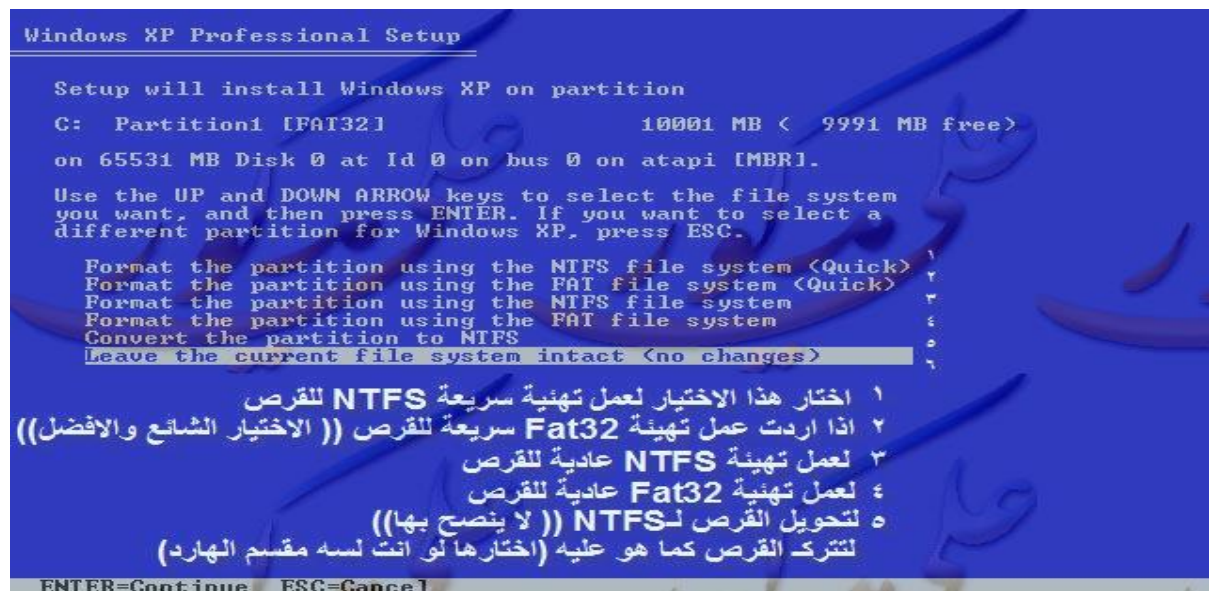 Windows XP Professional Setup
Setup will install Windows XP on partition
C: Partition1 [FAT32] 10001 MB ( 9991 MB free)
on 65531 MB Disk 0 at Id 0 on bus 0 on atapi [MBR].
Use the UP and DOWN ARROW keys to select the file system
you want, and then press ENTER. If you want to select a
different partition for Windows XP, press ESC.
Format the partition using the NTFS file system (Quick) ١
Format the partition using the FAT file system (Quick) ٢
Format the partition using the NTFS file system ٣
Format the partition using the FAT file system ٤
Convert the partition to NTFS ٥
Leave the current file system intact (no changes) ٦
١ اختار هذا الاختيار لعمل تهنية سريعة NTFS للقرص
٢ اذا اردت عمل تهيئة Fat32 سريعة للقرص (( الاختيار الشائع والافضل))
٣ لعمل تهيئة NTFS عادية للقرص
٤ لعمل تهنية Fat32 عادية للقرص
٥ لتحويل القرص لـNTFS (( لا ينصح بها))
لتتركـ القرص كما هو عليه (اختارها لو انت لسه مقسم الهارد)
ENTER=Continue ESC=Cancel